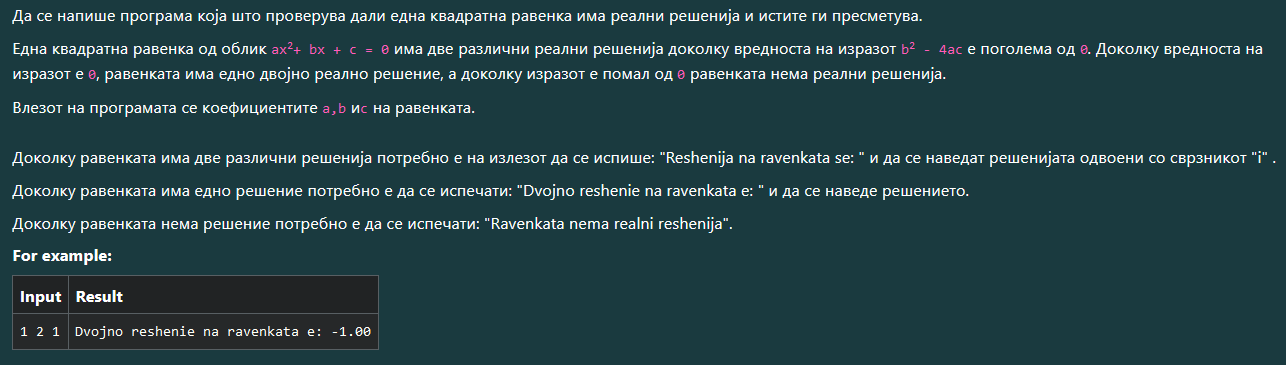 Да се напише програма која што проверува дали една квадратна равенка има реални решенија и истите ги пресметува.
Една квадратна равенка од облик ax²+ bx + c = 0 има две различни реални решенија доколку вредноста на изразот b² - 4ac е поголема од 0. Доколку вредноста на
изразот е 0, равенката има едно двојно реално решение, а доколку изразот е помал од 0 равенката нема реални решенија.
Влезот на програмата се коефициентите a,b иc на равенката.
Доколку равенката има две различни решенија потребно е на излезот да се испише: "Reshenija na ravenkata se: " и да се наведат решенијата одвоени со сврзникот "i" .
Доколку равенката има едно решение потребно е да се испечати: "Dvojno reshenie na ravenkata e: " и да се наведе решението.
Доколку равенката нема решение потребно е да се испечати: "Ravenkata nema realni reshenija".
For example:
Input Result
1 2 1 Dvojno reshenie na ravenkata e: -1.00